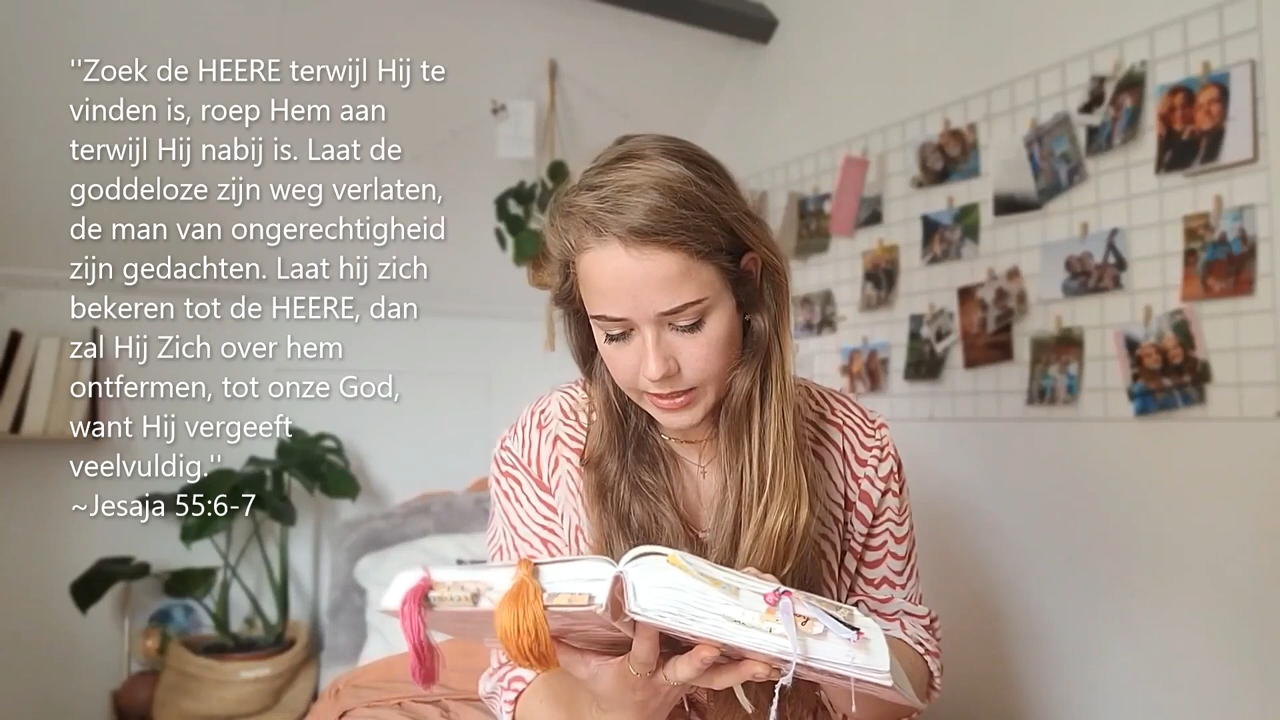 ''Zoek de HEERE terwijl Hij te
vinden is, roep Hem aan
terwijl Hij nabij is. Laat de
goddeloze zijn weg verlaten,
de man van ongerechtigheid
zijn gedachten. Laat hij zich
bekeren tot de HEERE, dan
zal Hij Zich over hem
ontfermen, tot onze God,
want Hij vergeeft
veelvuldig.''
~Jesaja 55:6-7